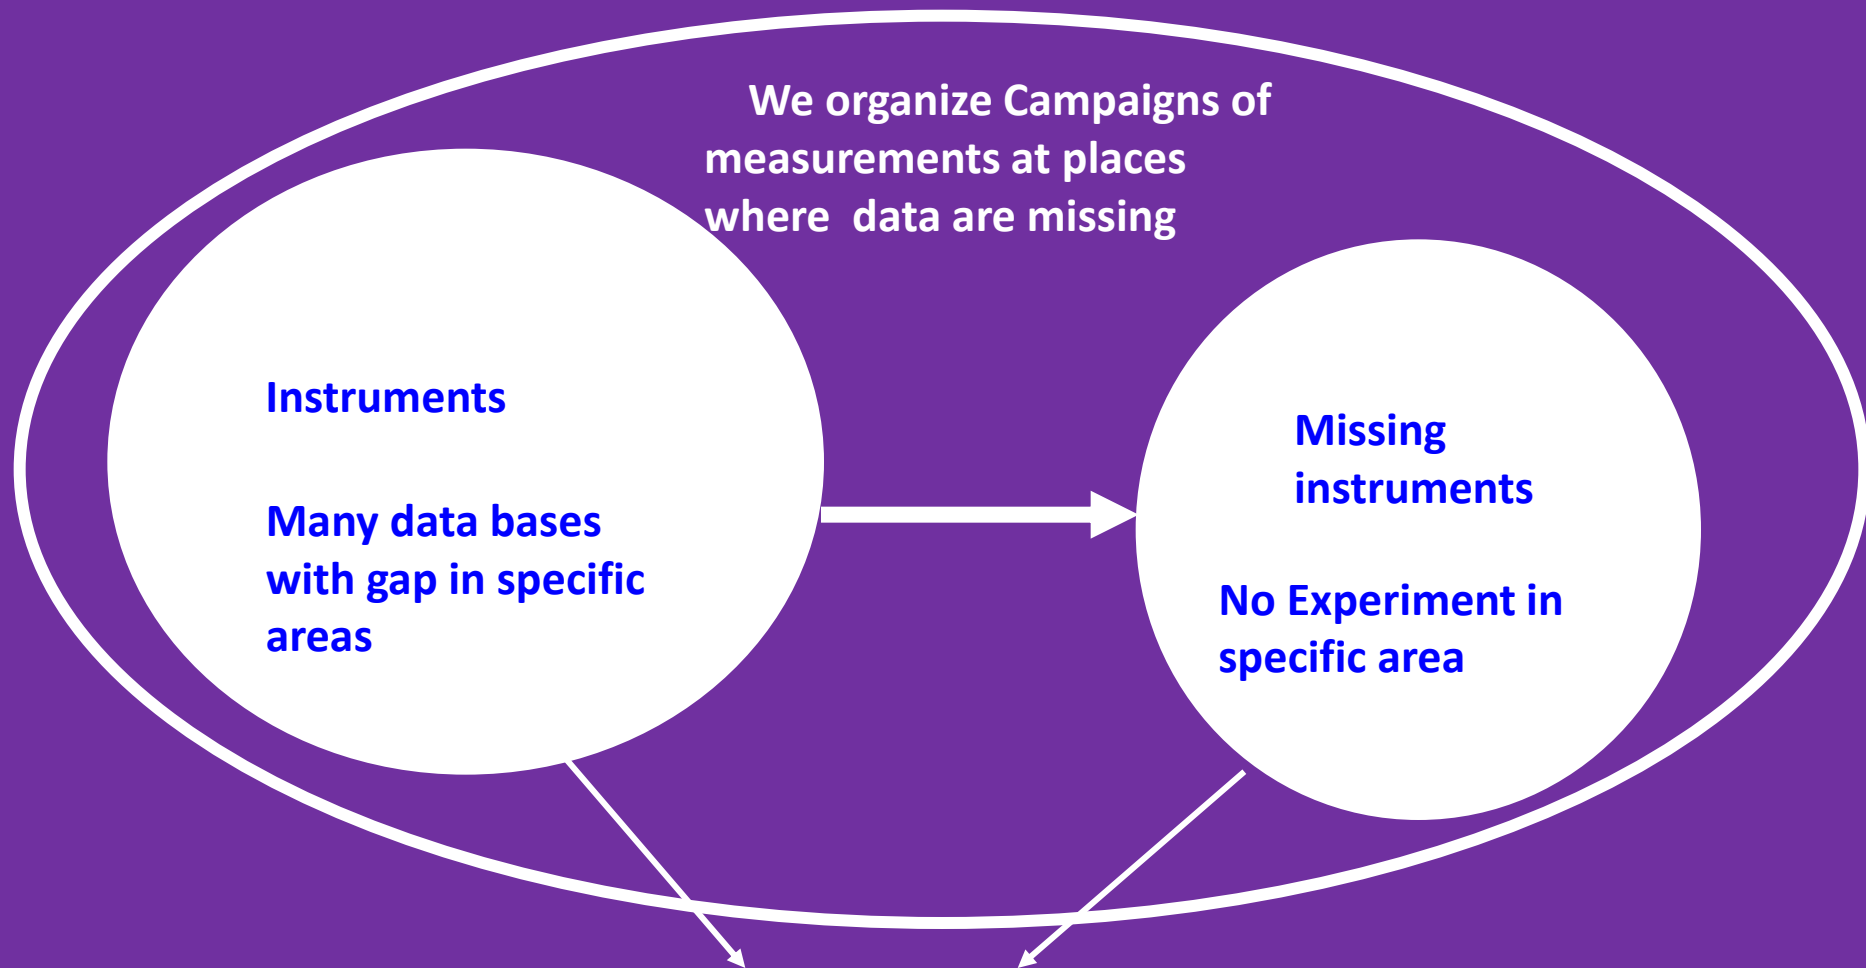 We organize Campaigns of
measurements at places
where  data are missing
Instruments
Many data bases
with gap in specific
areas
Missing
instruments
No Experiment in
specific area